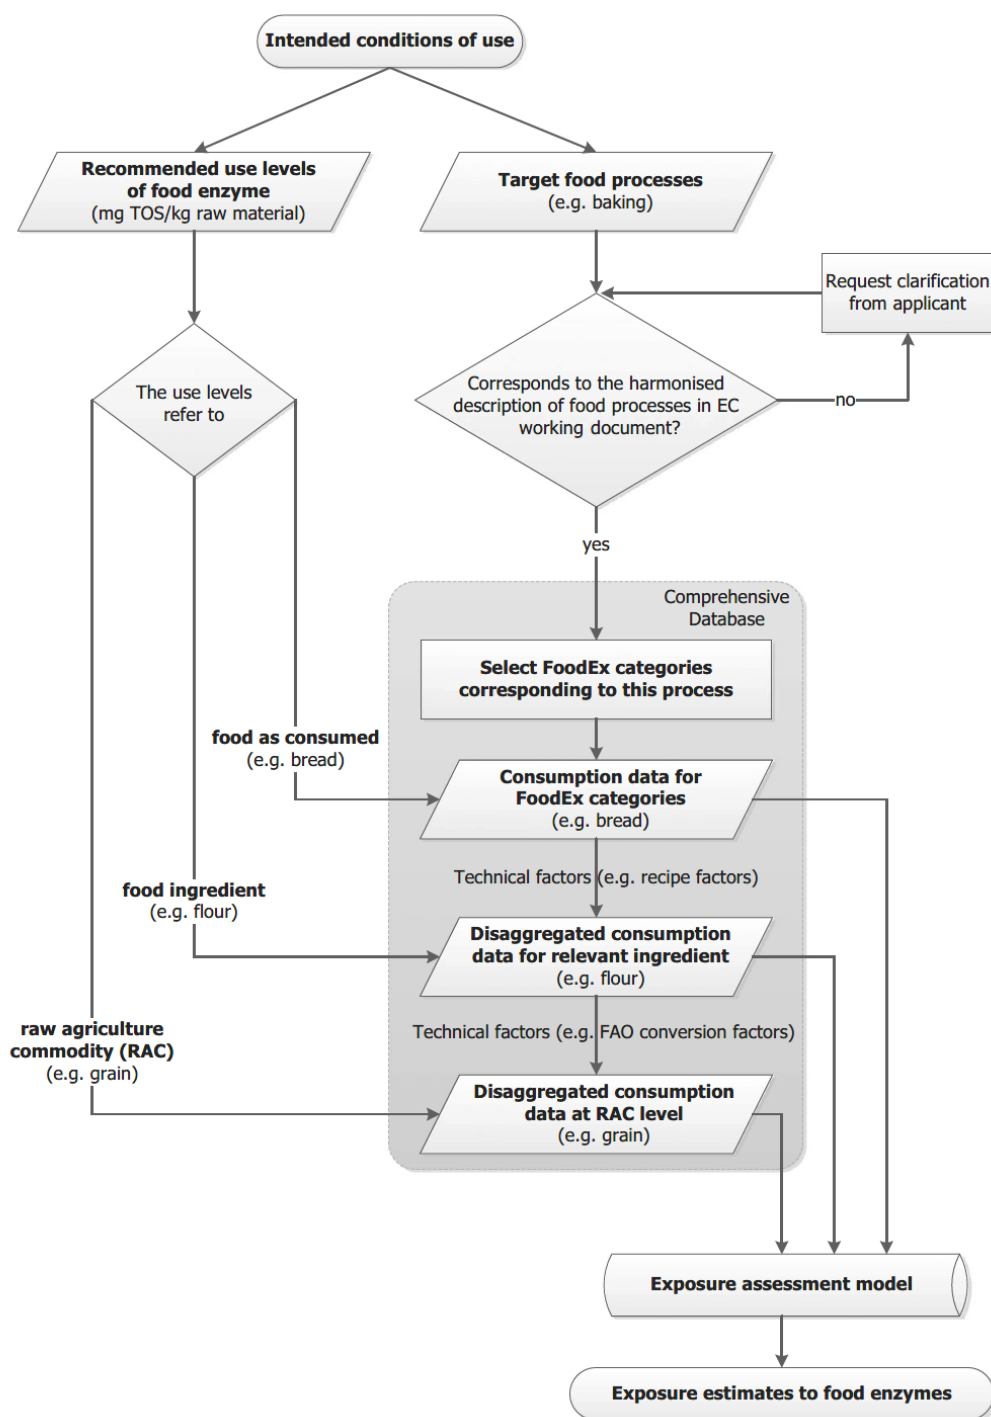 Intended conditions of use
Recommended use levels
of food enzyme
(mg TOS/kg raw material)
Target food processes
(e.g. baking)
Request clarification
from applicant
The use levels
refer to
Corresponds to the harmonised
description of food processes in EC
working document?
no
yes
Comprehensive
Database
Select FoodEx categories
corresponding to this process
food as consumed
(e.g. bread)
Consumption data for
FoodEx categories
(e.g. bread)
Technical factors (e.g. recipe factors)
food ingredient
(e.g. flour)
Disaggregated consumption
data for relevant ingredient
(e.g. flour)
Technical factors (e.g. FAO conversion factors)
raw agriculture
commodity (RAC)
(e.g. grain)
Disaggregated consumption
data at RAC level
(e.g. grain)
Exposure assessment model
Exposure estimates to food enzymes